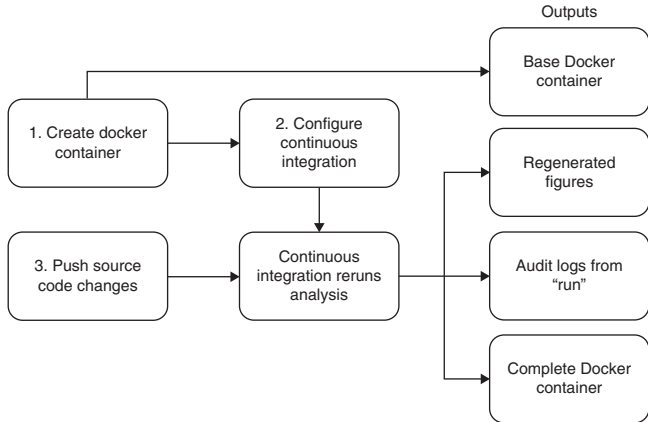 Outputs
Base Docker
container
1. Create docker
container
2. Configure
continuous
integration
Regenerated
figures
3. Push source
code changes
Continuous
integration reruns
analysis
Audit logs from
“run”
Complete Docker
container